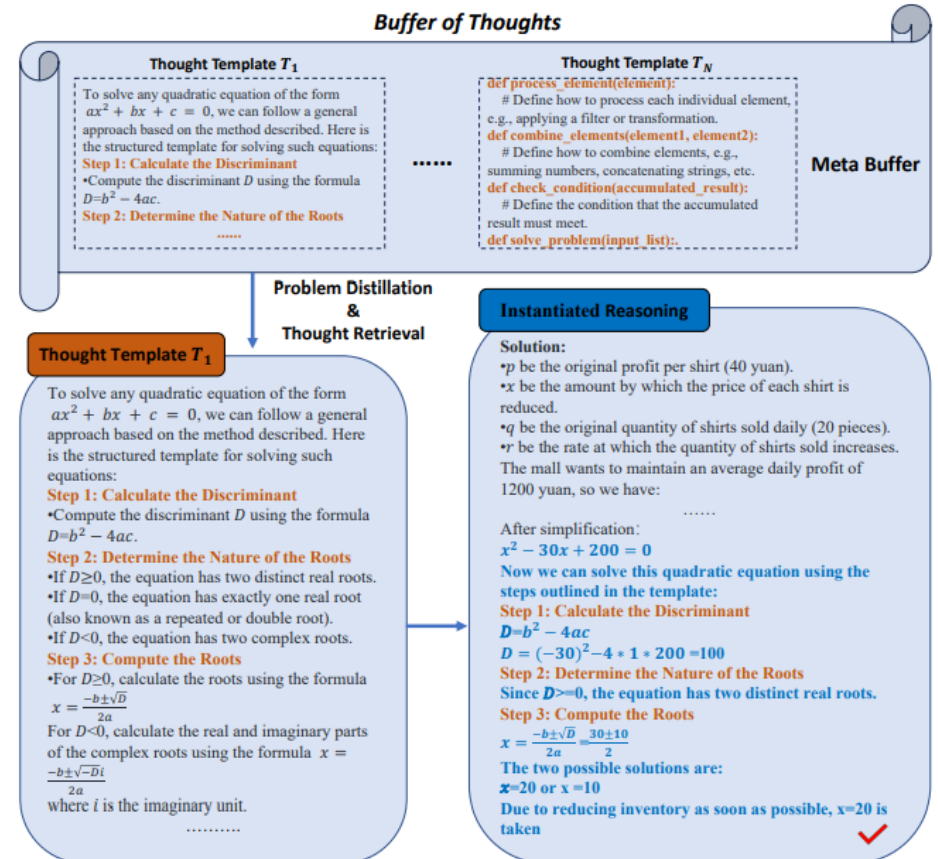 Buffer of Thoughts
Thought Template T₁
To solve any quadratic equation of the form
ax² + bx + c = 0, we can follow a general
approach based on the method described. Here is
the structured template for solving such equations:
Step 1: Calculate the Discriminant
•Compute the discriminant D using the formula
D=b² − 4ac.
Step 2: Determine the Nature of the Roots
......
......
Thought Template T_N
def process_element(element):
# Define how to process each individual element,
e.g., applying a filter or transformation.
def combine_elements(element1, element2):
# Define how to combine elements, e.g.,
summing numbers, concatenating strings, etc.
def check_condition(accumulated_result):
# Define the condition that the accumulated
result must meet.
def solve_problem(input_list):.
Meta Buffer
Problem Distillation
&
Thought Retrieval
Thought Template T₁
To solve any quadratic equation of the form
ax² + bx + c = 0, we can follow a general
approach based on the method described. Here
is the structured template for solving such
equations:
Step 1: Calculate the Discriminant
•Compute the discriminant D using the formula
D=b² − 4ac.
Step 2: Determine the Nature of the Roots
•If D≥0, the equation has two distinct real roots.
•If D=0, the equation has exactly one real root
(also known as a repeated or double root).
•If D<0, the equation has two complex roots.
Step 3: Compute the Roots
•For D≥0, calculate the roots using the formula
x = (−b±√D)/2a
For D<0, calculate the real and imaginary parts
of the complex roots using the formula x =
(−b±√−Di)/2a
where i is the imaginary unit.
..........
Instantiated Reasoning
Solution:
•p be the original profit per shirt (40 yuan).
•x be the amount by which the price of each shirt is
reduced.
•q be the original quantity of shirts sold daily (20 pieces).
•r be the rate at which the quantity of shirts sold increases.
The mall wants to maintain an average daily profit of
1200 yuan, so we have:
......
After simplification:
x² − 30x + 200 = 0
Now we can solve this quadratic equation using the
steps outlined in the template:
Step 1: Calculate the Discriminant
D=b² − 4ac
D = (−30)²−4 * 1 * 200 =100
Step 2: Determine the Nature of the Roots
Since D>=0, the equation has two distinct real roots.
Step 3: Compute the Roots
x = (−b±√D)/2a = (30±10)/2
The two possible solutions are:
x=20 or x =10
Due to reducing inventory as soon as possible, x=20 is
taken